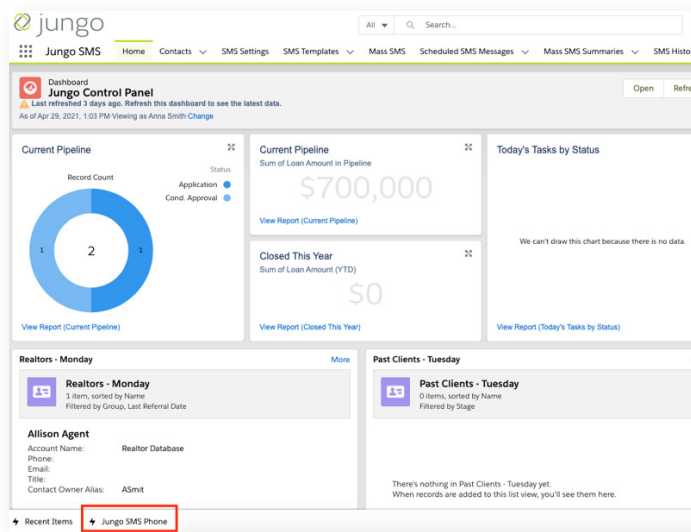 jungo
All
Search...
Jungo SMS
Home
Contacts
SMS Settings
SMS Templates
Mass SMS
Scheduled SMS Messages
Mass SMS Summaries
SMS Histo
Dashboard
Jungo Control Panel
Last refreshed 3 days ago. Refresh this dashboard to see the latest data.
As of Apr 29, 2021, 1:03 PM·Viewing as Anna Smith·Change
Open
Refre
Current Pipeline
Record Count
Status
Application
Cond. Approval
1
2
1
View Report (Current Pipeline)
Current Pipeline
Sum of Loan Amount in Pipeline
$700,000
View Report (Current Pipeline)
Closed This Year
Sum of Loan Amount (YTD)
$0
View Report (Closed This Year)
Today's Tasks by Status
We can't draw this chart because there is no data.
View Report (Today's Tasks by Status)
Realtors - Monday
More
Realtors - Monday
1 item, sorted by Name
Filtered by Group, Last Referral Date
Allison Agent
Account Name: Realtor Database
Phone:
Email:
Title:
Contact Owner Alias: ASmit
Past Clients - Tuesday
Past Clients - Tuesday
0 items, sorted by Name
Filtered by Stage
There's nothing in Past Clients - Tuesday yet.
When records are added to this list view, you'll see them here.
Recent Items
Jungo SMS Phone